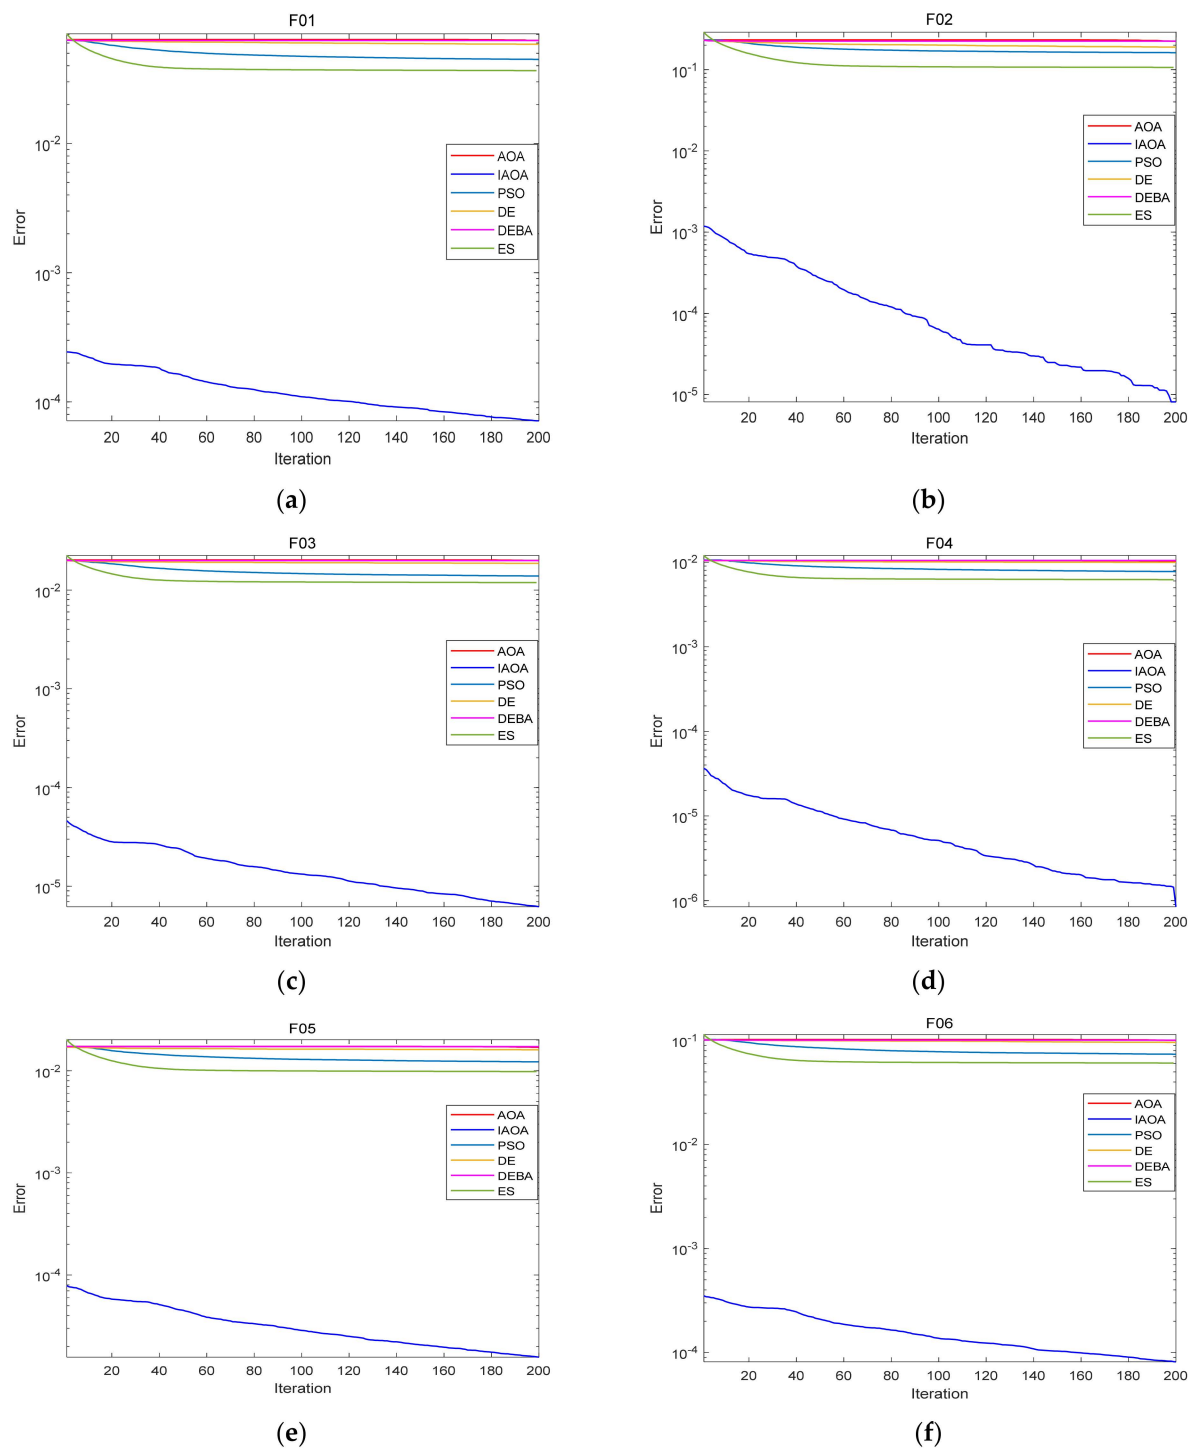 F01
10^-2
10^-3
10^-4
Error
AOA
IAOA
PSO
DE
DEBA
ES
20 40 60 80 100 120 140 160 180 200
Iteration
(a)
F02
10^-1
10^-2
10^-3
10^-4
10^-5
Error
AOA
IAOA
PSO
DE
DEBA
ES
20 40 60 80 100 120 140 160 180 200
Iteration
(b)
F03
10^-2
10^-3
10^-4
10^-5
Error
AOA
IAOA
PSO
DE
DEBA
ES
20 40 60 80 100 120 140 160 180 200
Iteration
(c)
F04
10^-2
10^-3
10^-4
10^-5
10^-6
Error
AOA
IAOA
PSO
DE
DEBA
ES
20 40 60 80 100 120 140 160 180 200
Iteration
(d)
F05
10^-2
10^-3
10^-4
Error
AOA
IAOA
PSO
DE
DEBA
ES
20 40 60 80 100 120 140 160 180 200
Iteration
(e)
F06
10^-1
10^-2
10^-3
10^-4
Error
AOA
IAOA
PSO
DE
DEBA
ES
20 40 60 80 100 120 140 160 180 200
Iteration
(f)